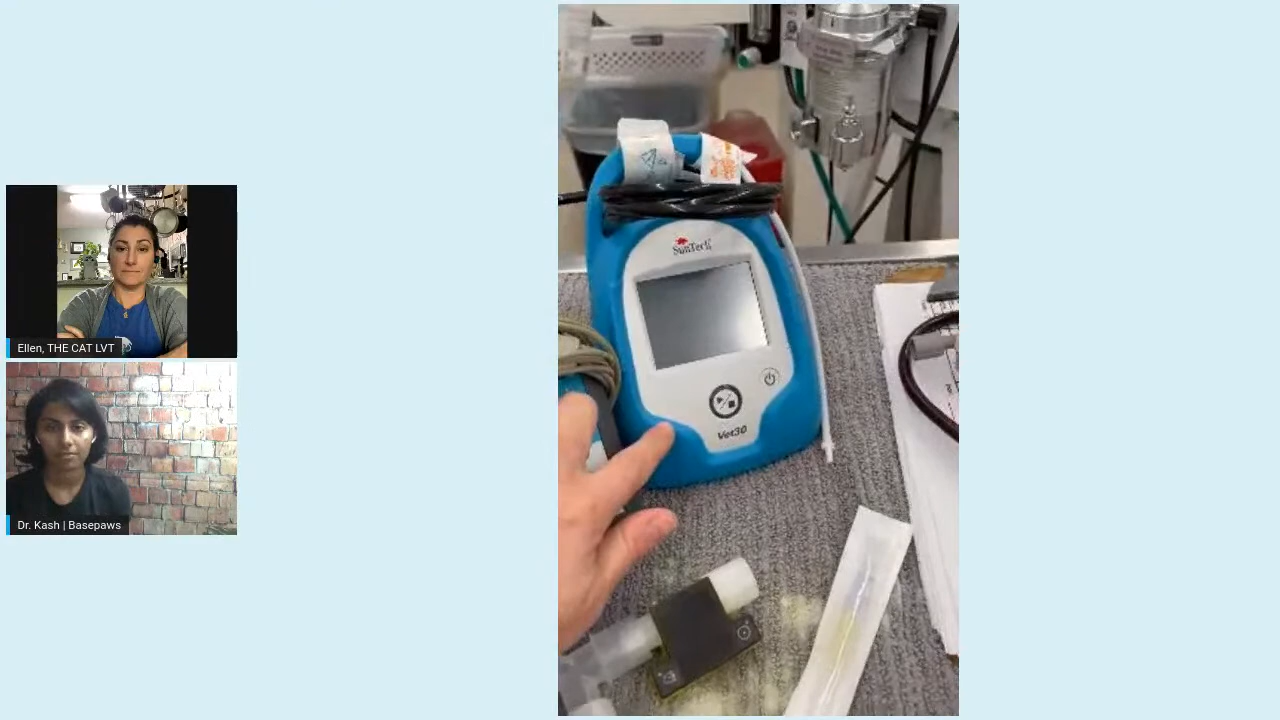 SunTech
Vet30
Ellen, THE CAT LVT
Dr. Kash | Basepaws